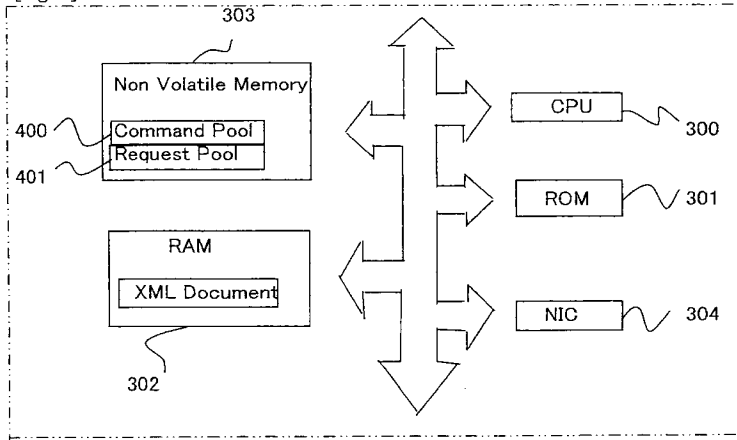 303
Non Volatile Memory
400
Command Pool
401
Request Pool
CPU
300
ROM
301
RAM
XML Document
302
NIC
304